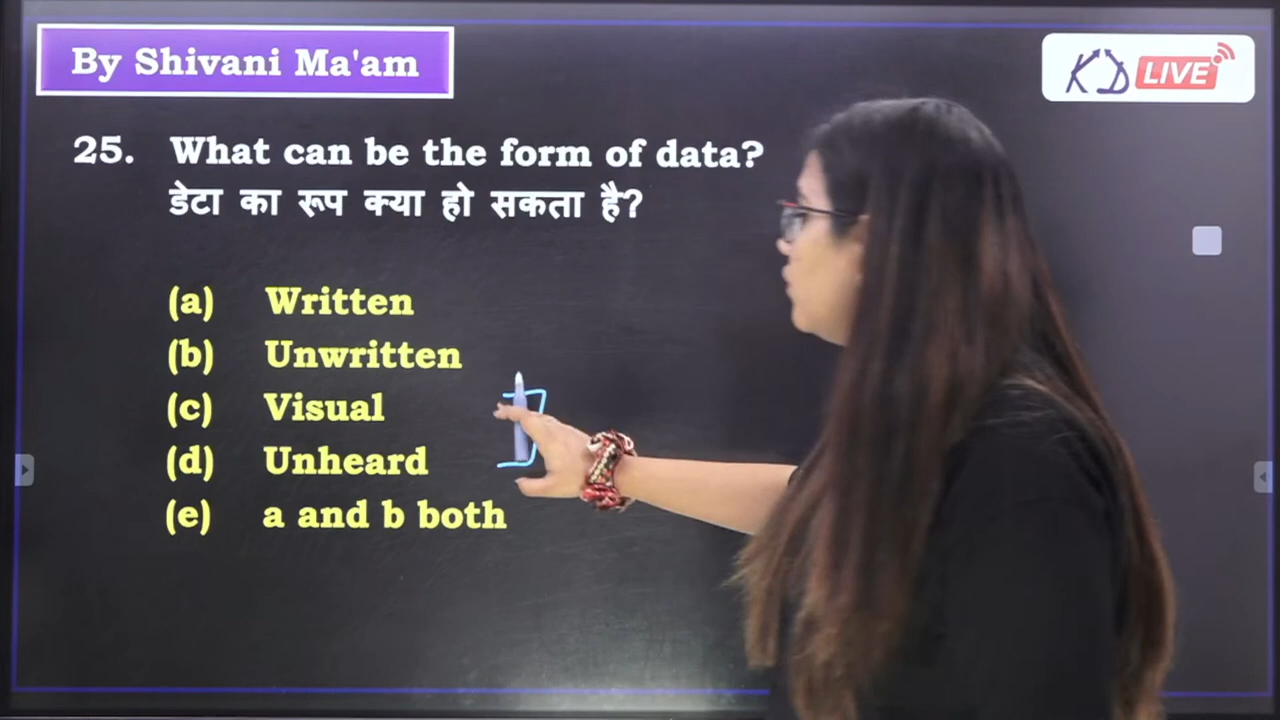 By Shivani Ma'am
KD LIVE
25. What can be the form of data?
डेटा का रूप क्या हो सकता है?
(a) Written
(b) Unwritten
(c) Visual
(d) Unheard
(e) a and b both